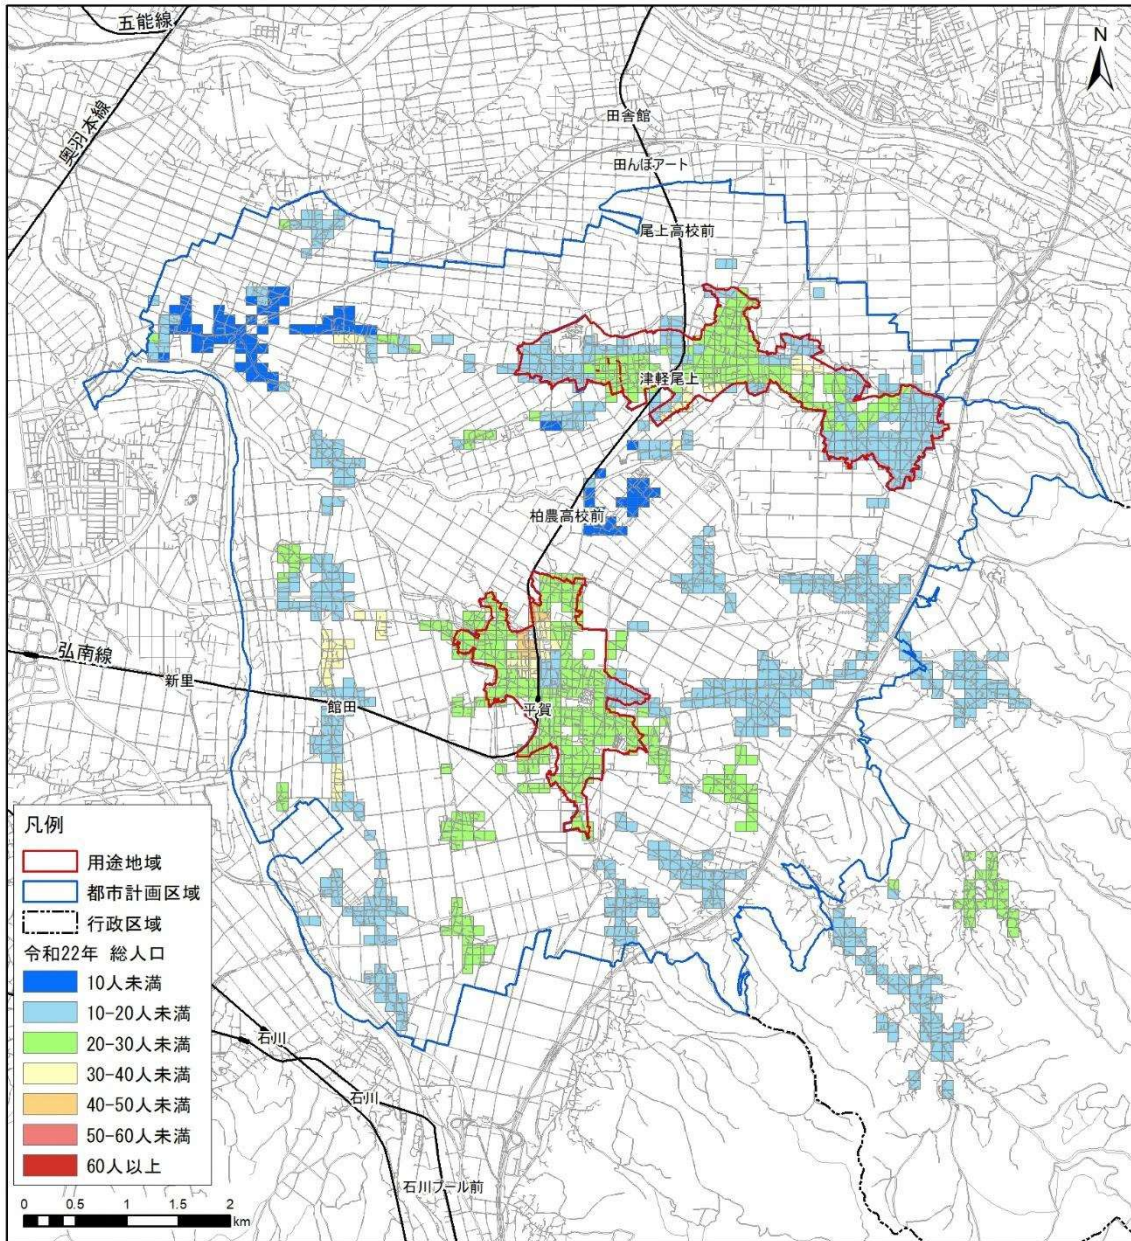 五能線
N
奥羽本線
田舎館
田んぼアート
尾上高校前
津軽尾上
柏農高校前
弘南線
新里
館田
平賀
凡例
用途地域
都市計画区域
行政区域
令和22年 総人口
10人未満
10-20人未満
20-30人未満
30-40人未満
40-50人未満
50-60人未満
60人以上
石川
石川
石川プール前
0 0.5 1 2
km